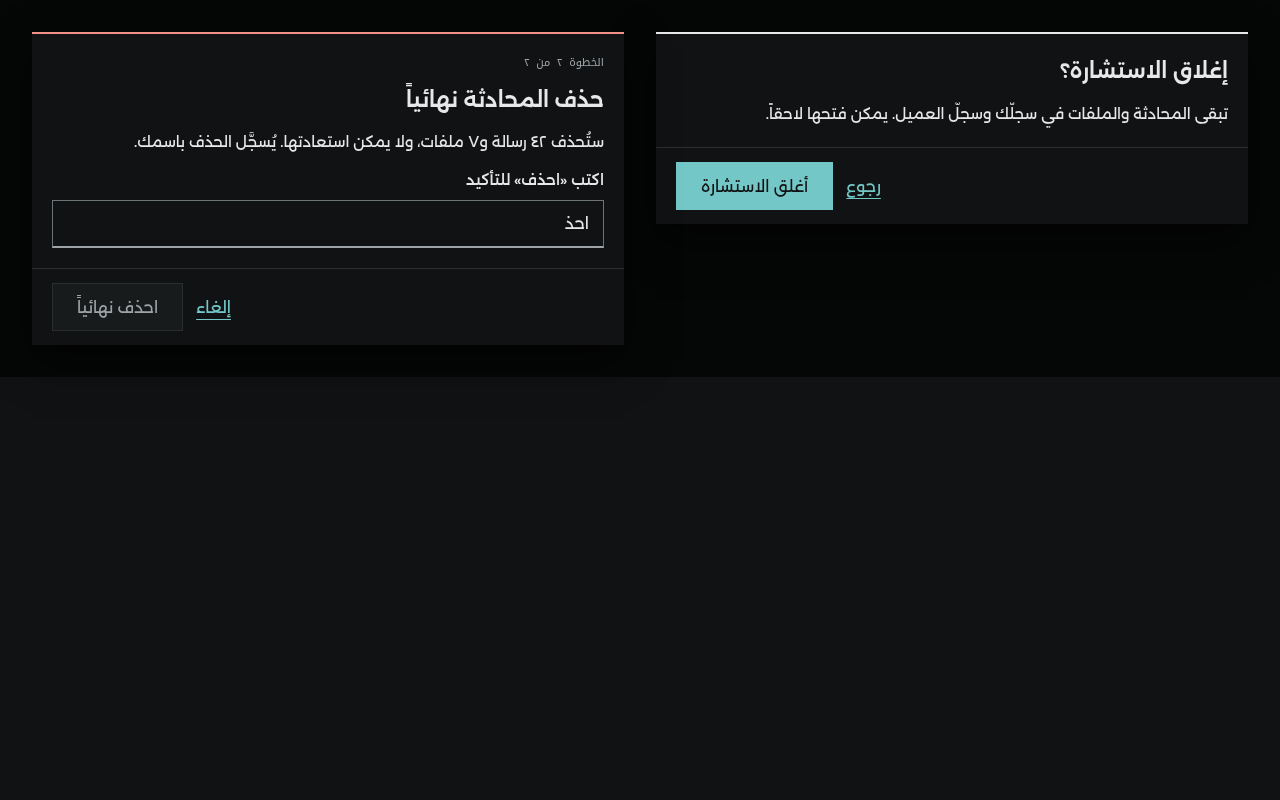 إغلاق الاستشارة؟
تبقى المحادثة والملفات في سجلّك وسجلّ العميل. يمكن فتحها لاحقاً.
رجوع
أغلق الاستشارة
الخطوة ٢ من ٢
حذف المحادثة نهائياً
ستُحذف ٤٢ رسالة و٧ ملفات، ولا يمكن استعادتها. يُسجَّل الحذف باسمك.
اكتب «احذف» للتأكيد
احذ
إلغاء
احذف نهائياً